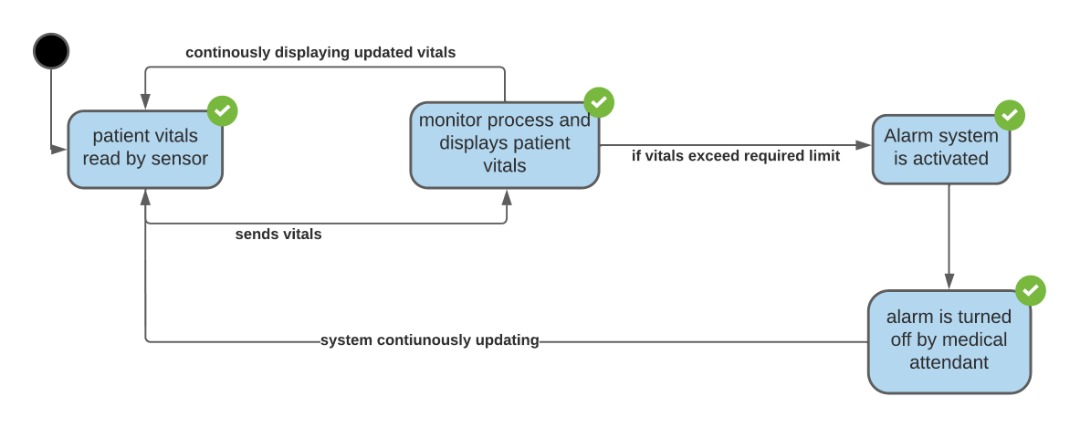 continously displaying updated vitals
patient vitals
read by sensor
monitor process and
displays patient
vitals
if vitals exceed required limit
Alarm system
is activated
sends vitals
system contiunously updating
alarm is turned
off by medical
attendant